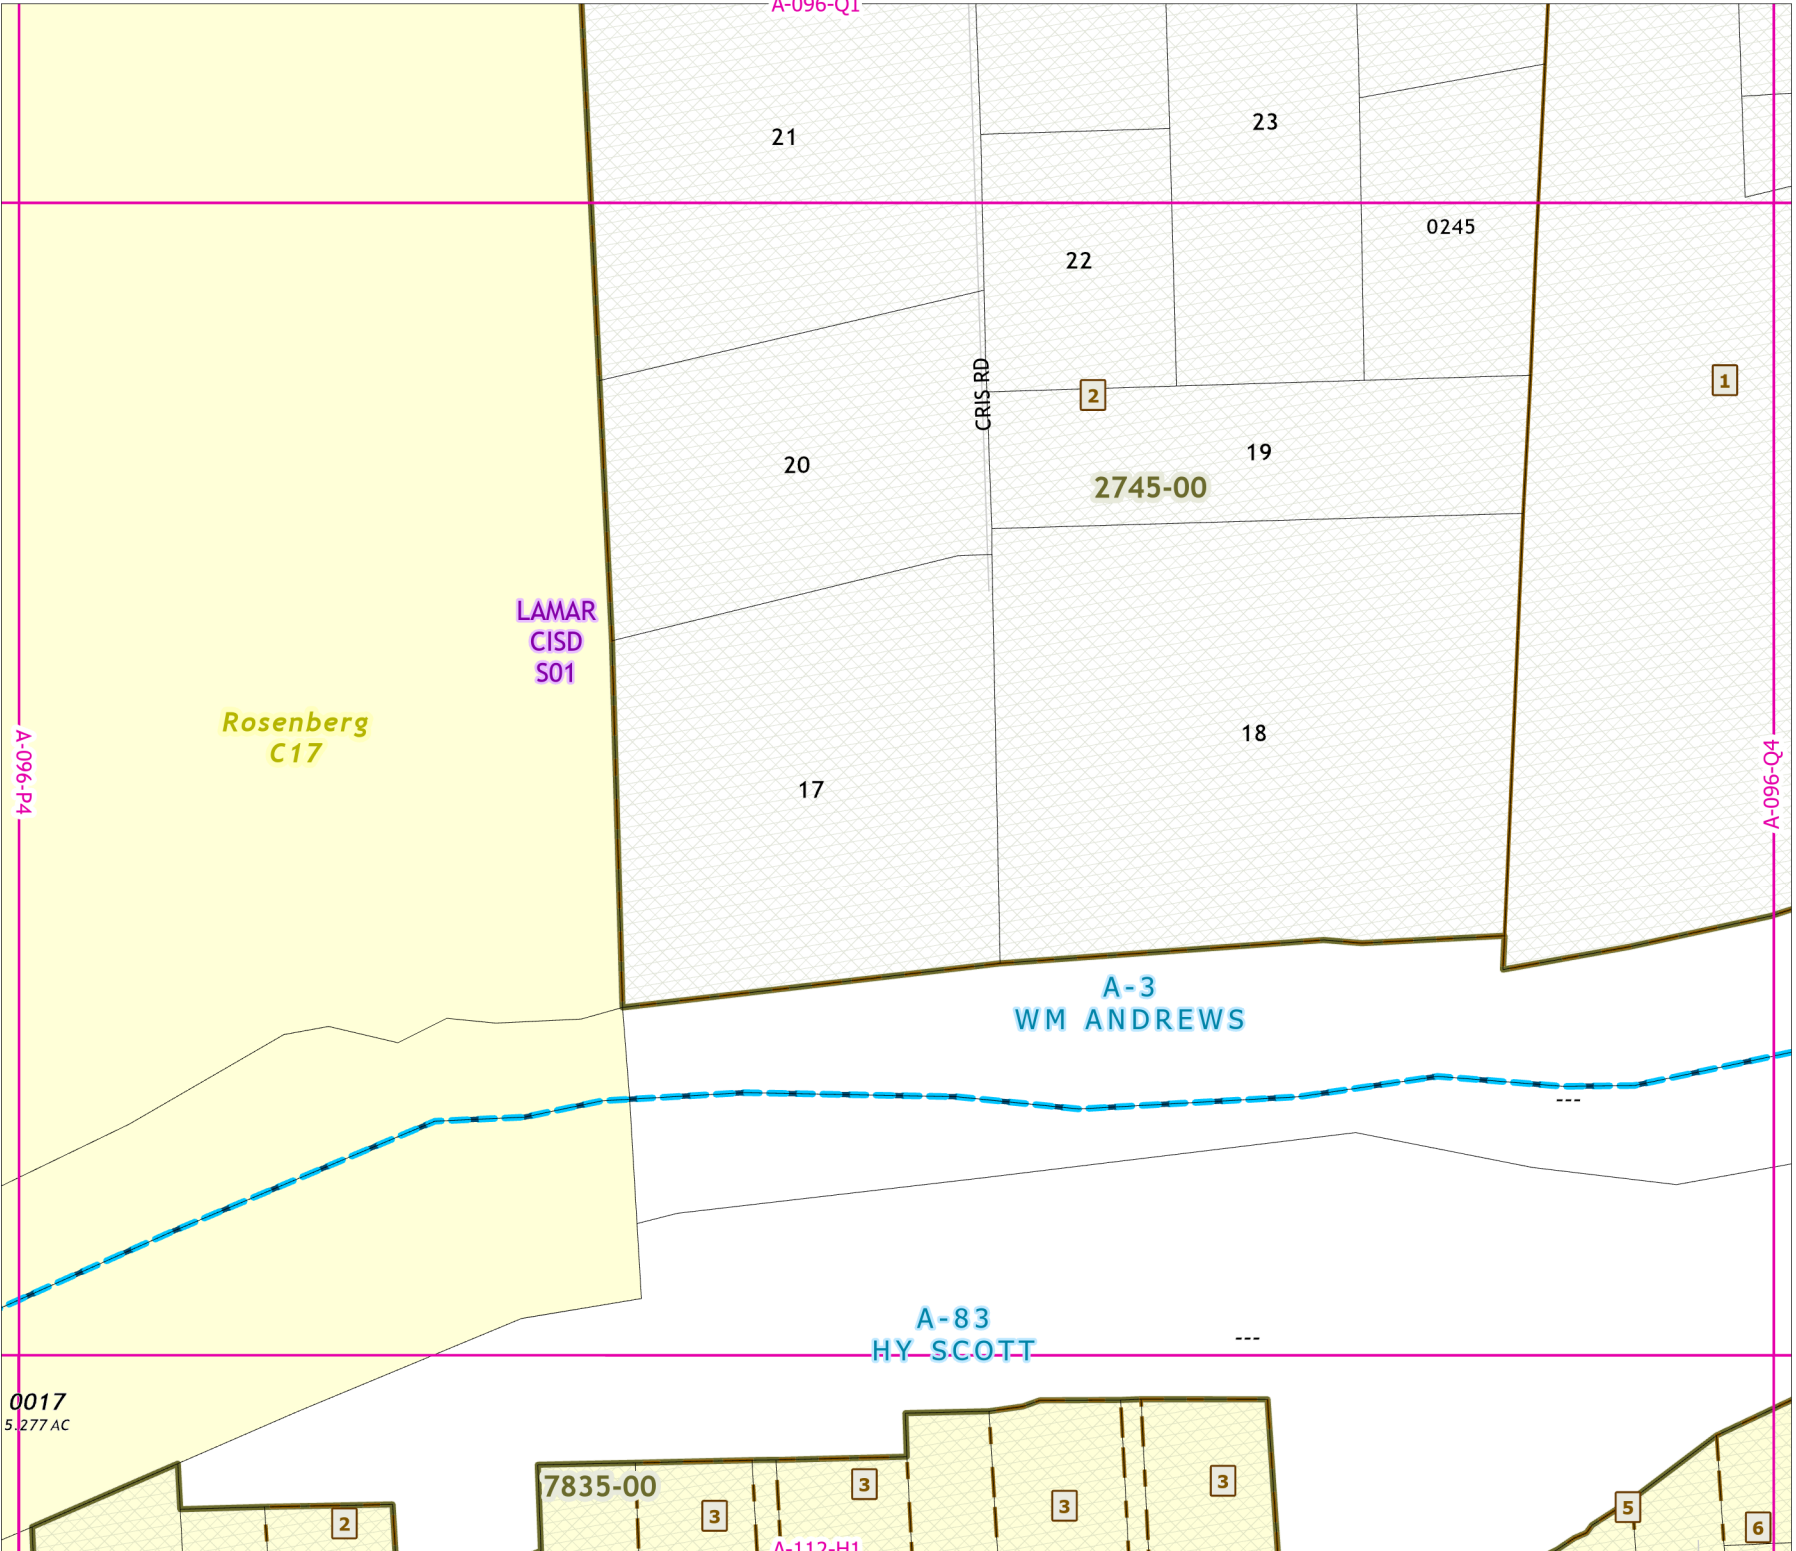 A-096-Q1
21
23
22
0245
CRIS RD
2
1
20
19
2745-00
LAMAR
CISD
S01
Rosenberg
C17
A-096-P4
A-096-Q4
18
17
A-3
WM ANDREWS
---
A-83
HY SCOTT
---
0017
5.277 AC
7835-00
3
3
3
3
2
5
6
A-112-H1